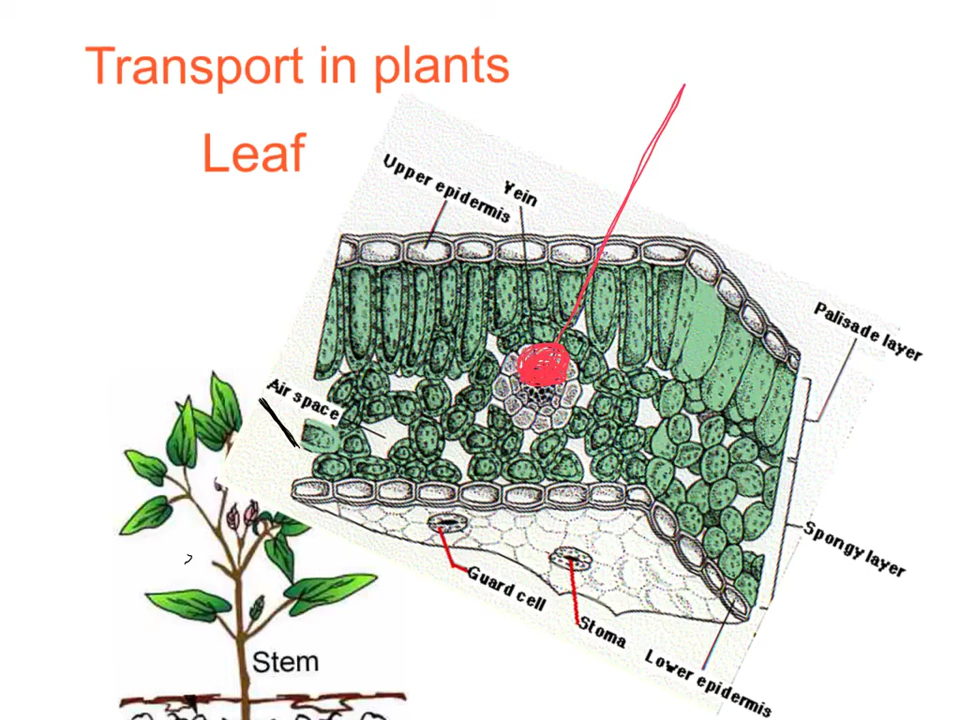 Transport in plants
Leaf
Upper epidermis
Vein
Palisade layer
Air space
Spongy layer
Guard cell
Stoma
Lower epidermis
Stem